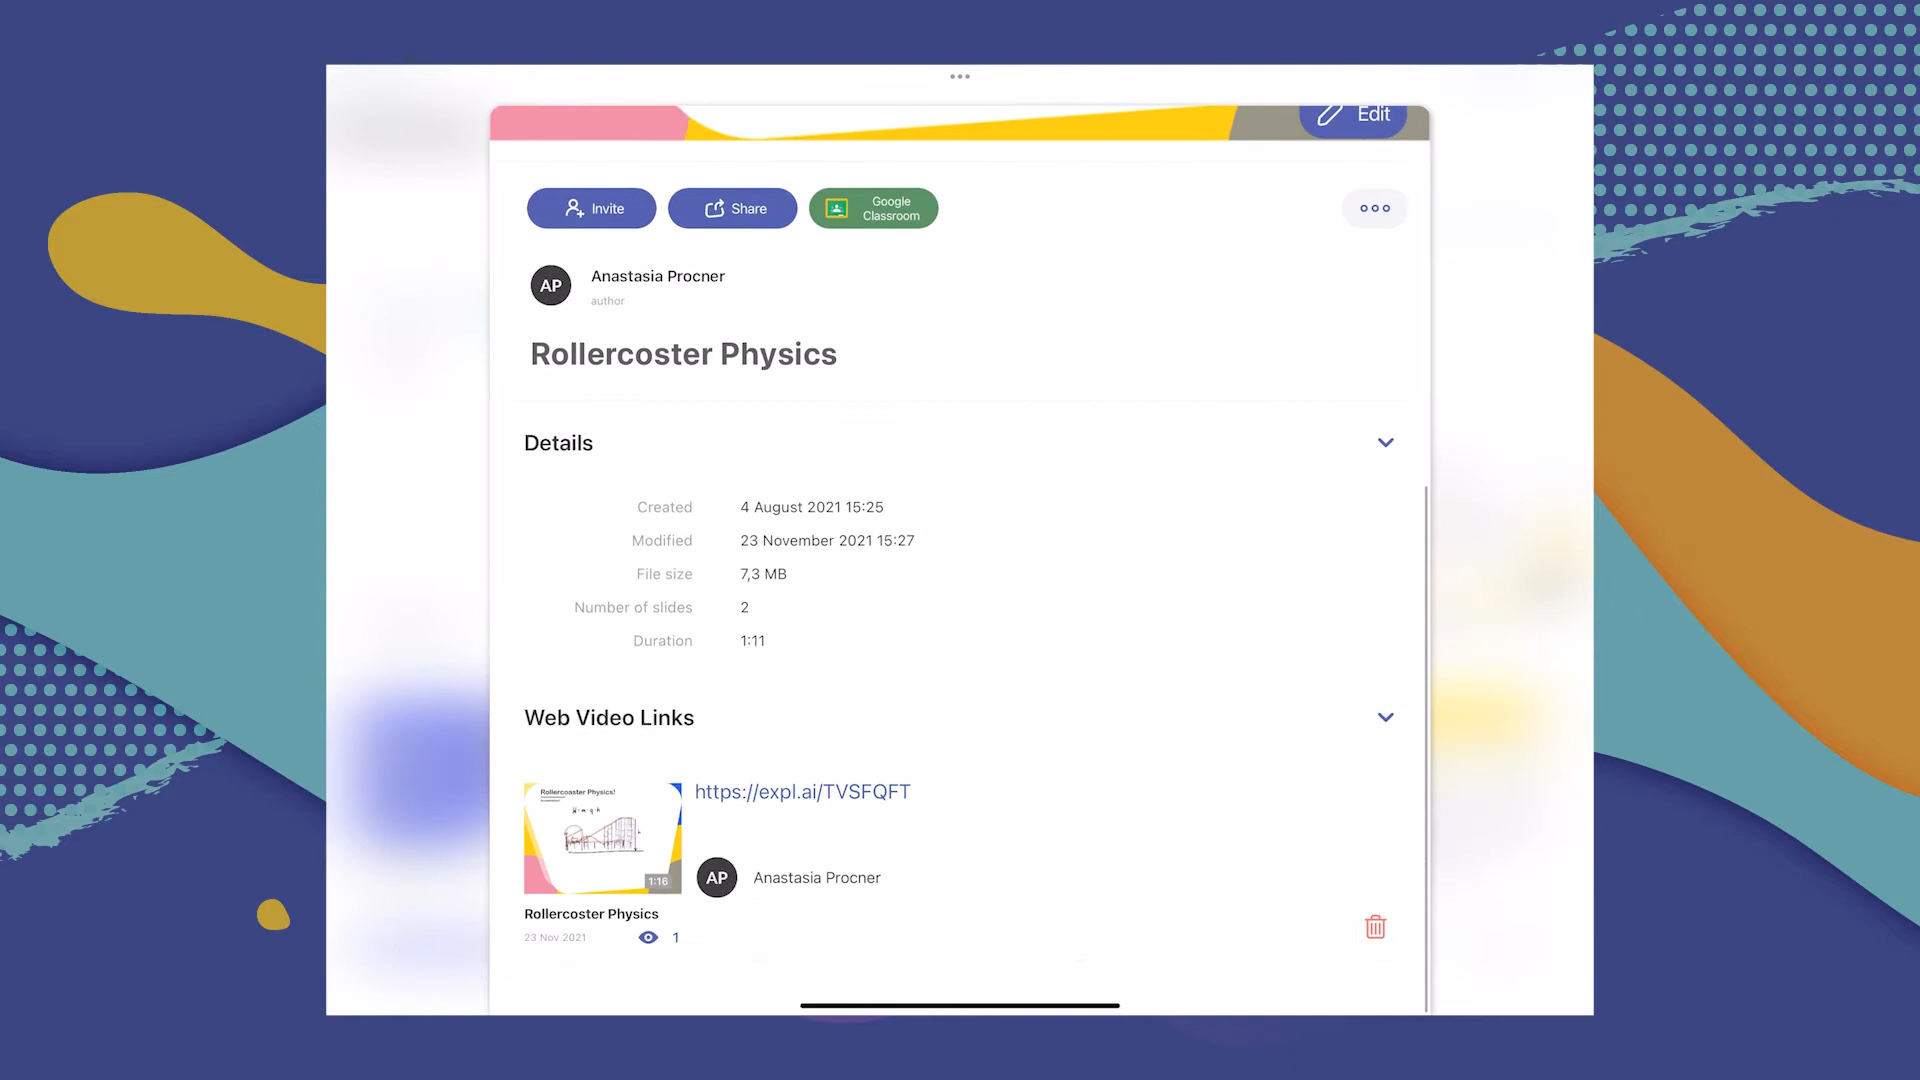 Edit
Invite
Share
Google
Classroom
AP
Anastasia Procner
author
Rollercoster Physics
Details
Created 4 August 2021 15:25
Modified 23 November 2021 15:27
File size 7,3 MB
Number of slides 2
Duration 1:11
Web Video Links
Rollercoaster Physics!
1:16
https://expl.ai/TVSFQFT
AP Anastasia Procner
Rollercoster Physics
23 Nov 2021 1